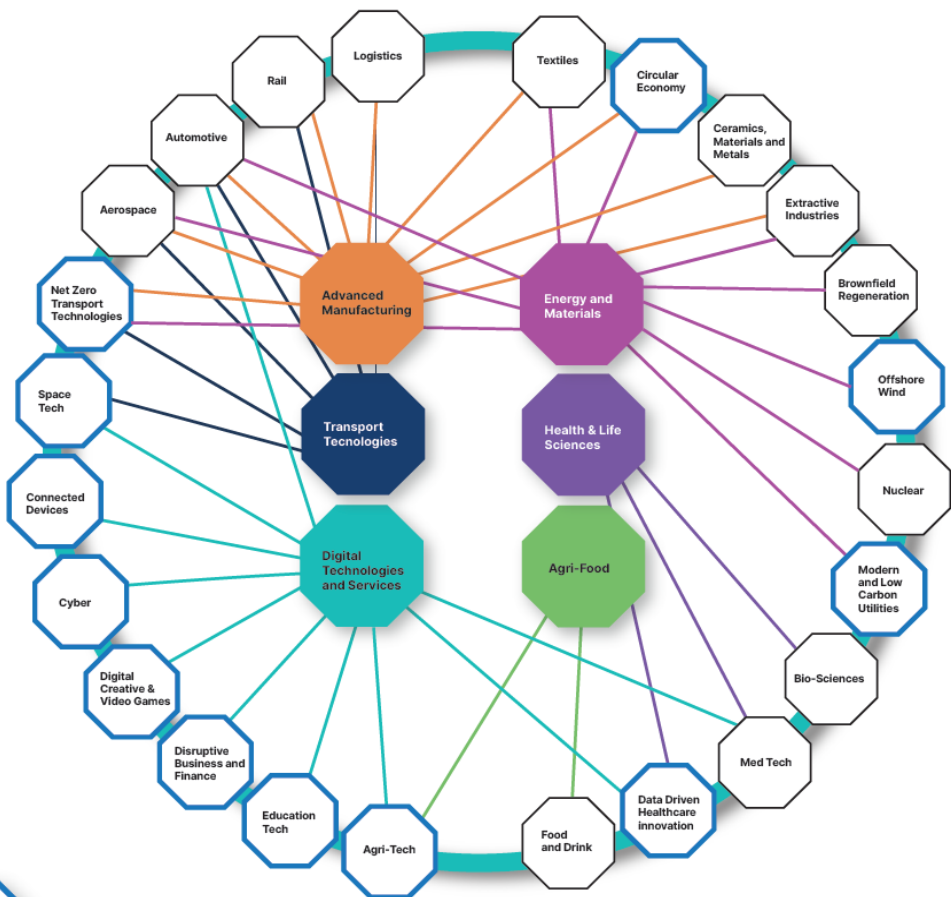 Logistics
Textiles
Rail
Circular
Economy
Automotive
Ceramics,
Materials and
Metals
Aerospace
Extractive
Industries
Net Zero
Transport
Technologies
Advanced
Manufacturing
Energy and
Materials
Brownfield
Regeneration
Space
Tech
Offshore
Wind
Transport
Tecnologies
Health & Life
Sciences
Connected
Devices
Nuclear
Digital
Technologies
and Services
Agri-Food
Cyber
Modern
and Low
Carbon
Utilities
Digital
Creative &
Video Games
Bio-Sciences
Disruptive
Business and
Finance
Med Tech
Education
Tech
Data Driven
Healthcare
innovation
Agri-Tech
Food
and Drink